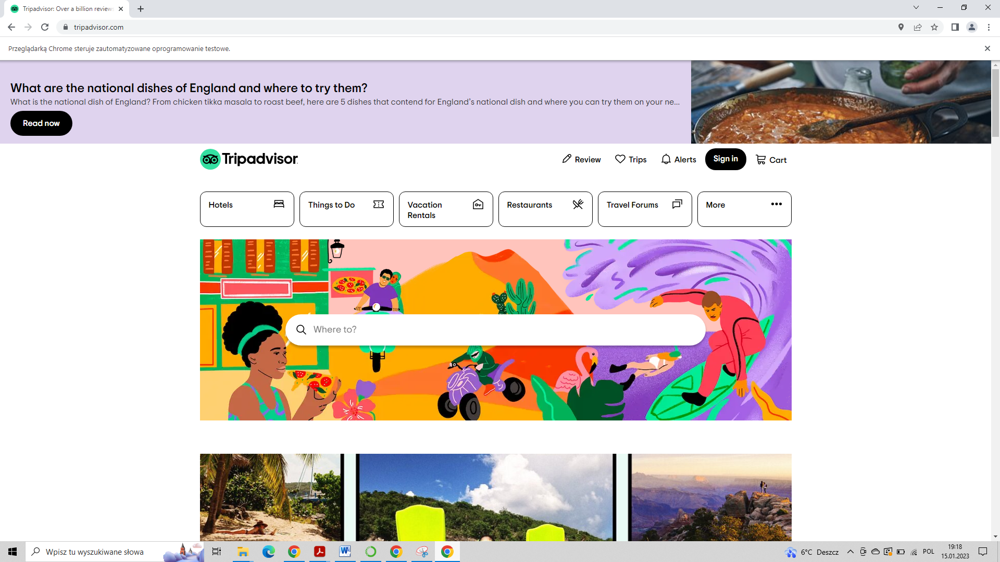 Tripadvisor: Over a billion reviews
tripadvisor.com
Przeglądarką Chrome steruje zautomatyzowane oprogramowanie testowe.
What are the national dishes of England and where to try them?
What is the national dish of England? From chicken tikka masala to roast beef, here are 5 dishes that contend for England’s national dish and where you can try them on your ne...
Read now
Tripadvisor
Review
Trips
Alerts
Sign in
Cart
Hotels
Things to Do
Vacation
Rentals
Restaurants
Travel Forums
More
Where to?
Wpisz tu wyszukiwane słowa
6°C Deszcz
POL
19:18
15.01.2023